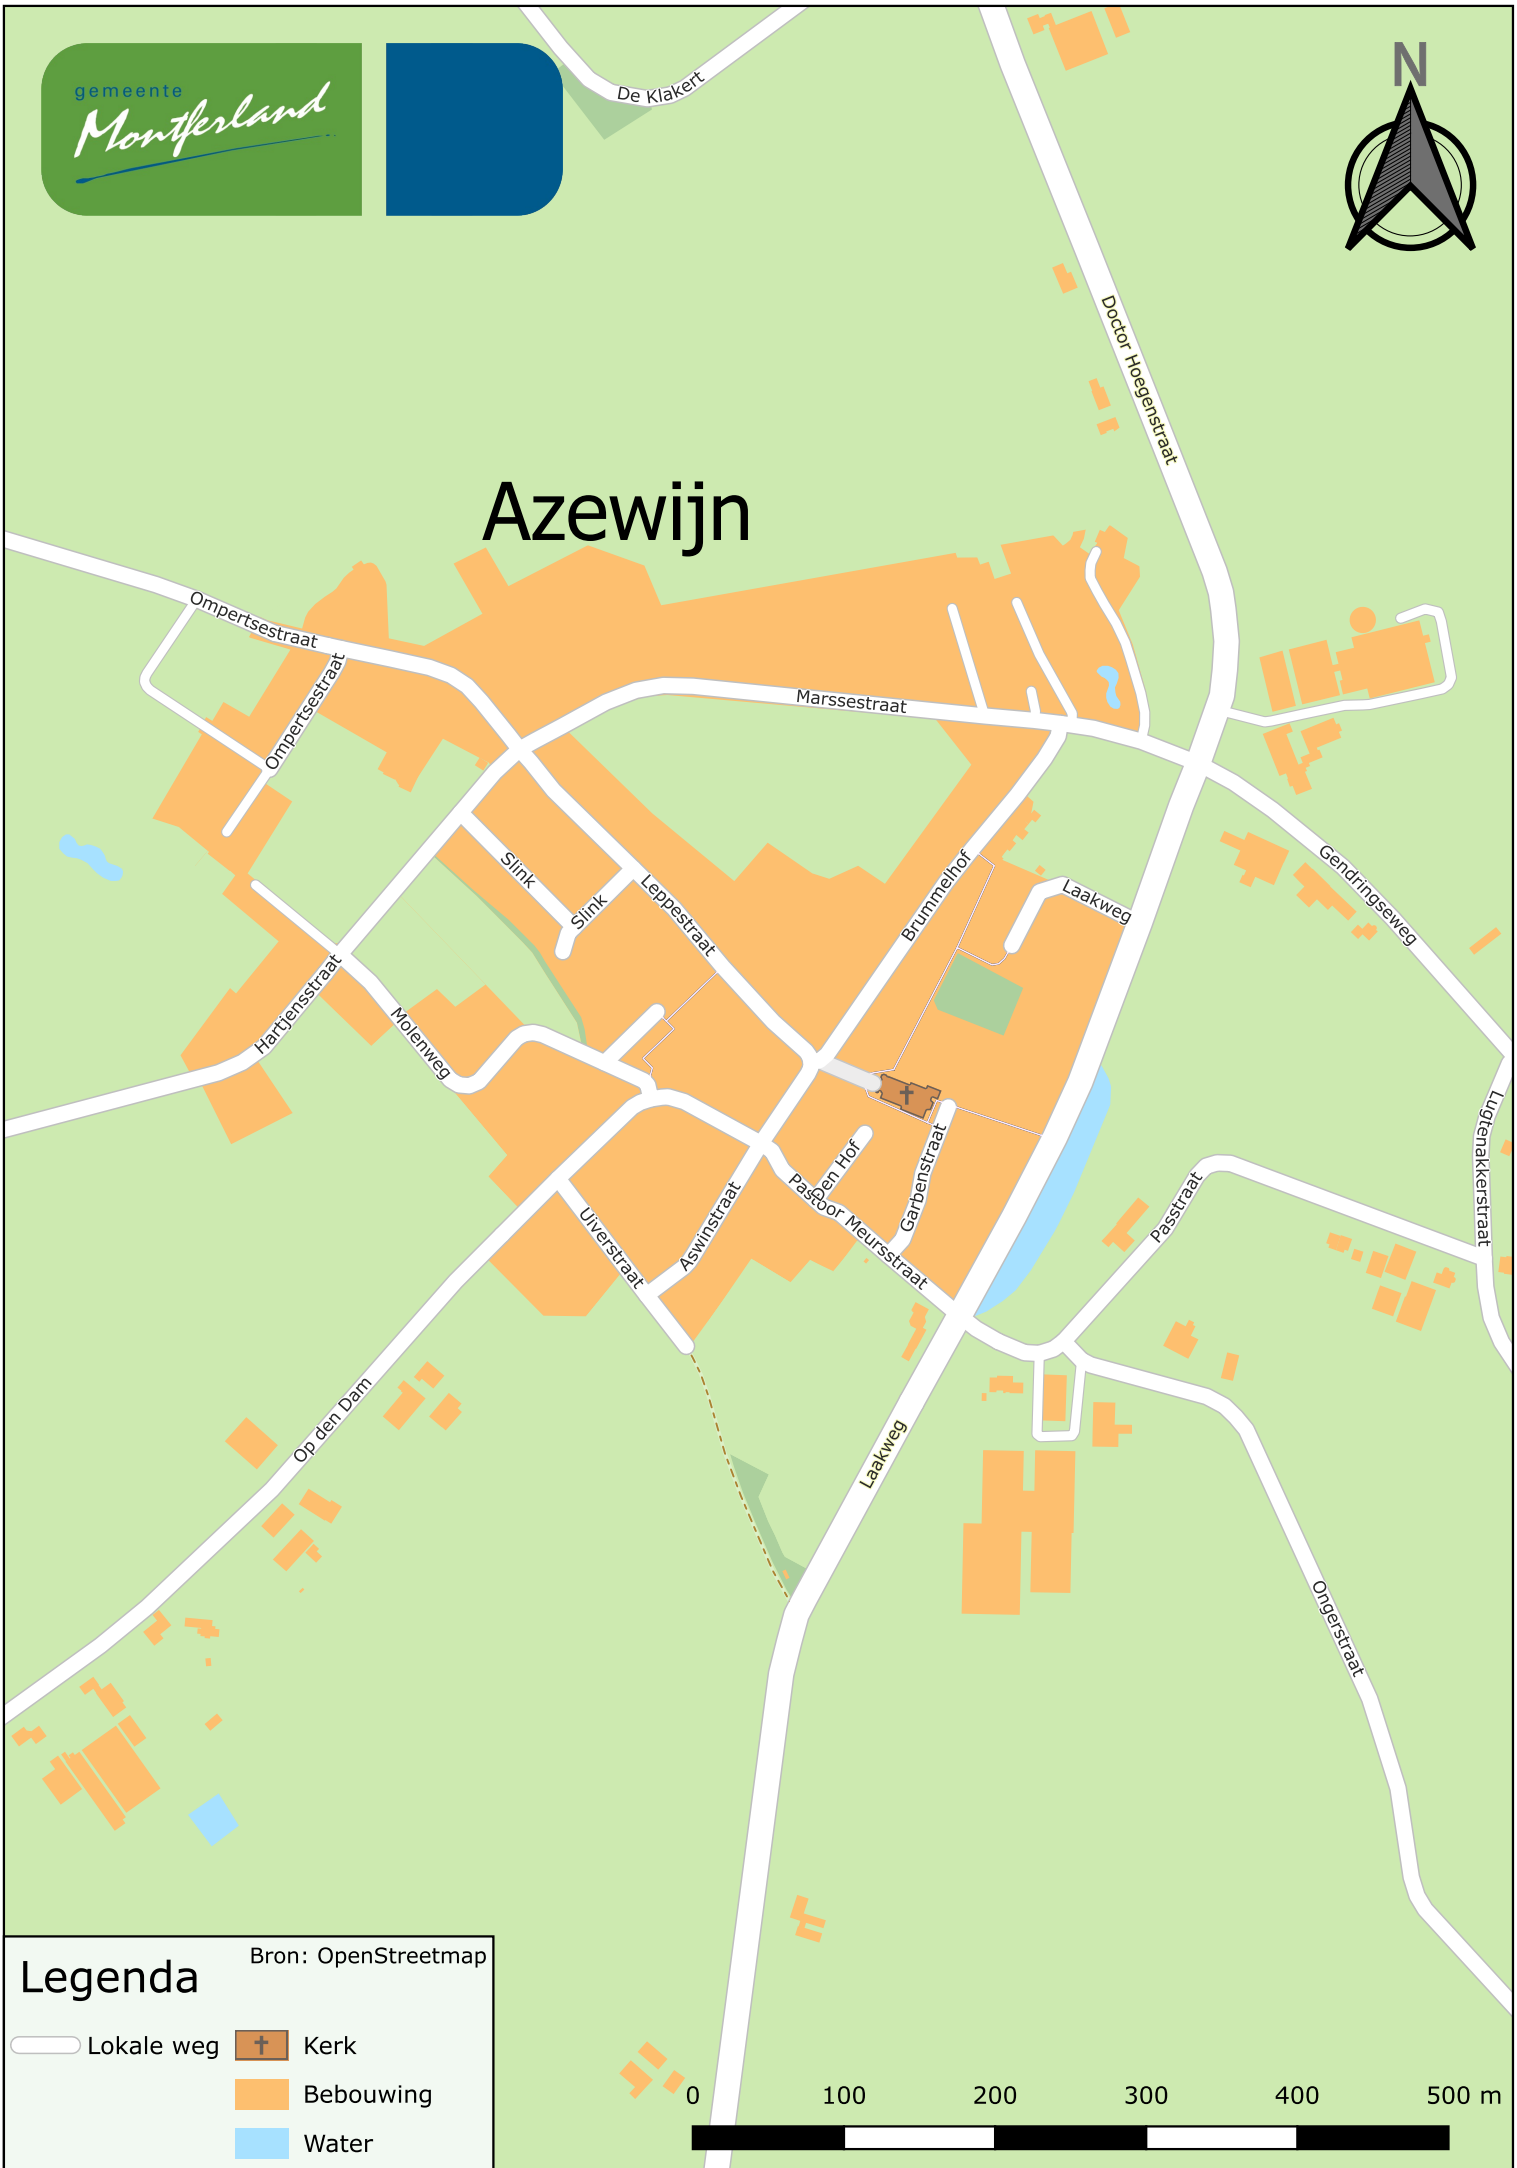 De Klakert
N
gemeente
Montferland
Doctor Hoegenstraat
Azewijn
Ompertsestraat
Ompertsestraat
Marssestraat
Slink
Slink
Leppestraat
Brummelhof
Laakweg
Gendringseweg
Hartjensstraat
Molenweg
Lugtenakkerstraat
Den Hof
Garbenstraat
Pastoor Meursstraat
Passtraat
Uiverstraat
Aswinstraat
Op den Dam
Laakweg
Ongerstraat
Bron: OpenStreetmap
Legenda
Lokale weg
Kerk
Bebouwing
Water
0 100 200 300 400 500 m